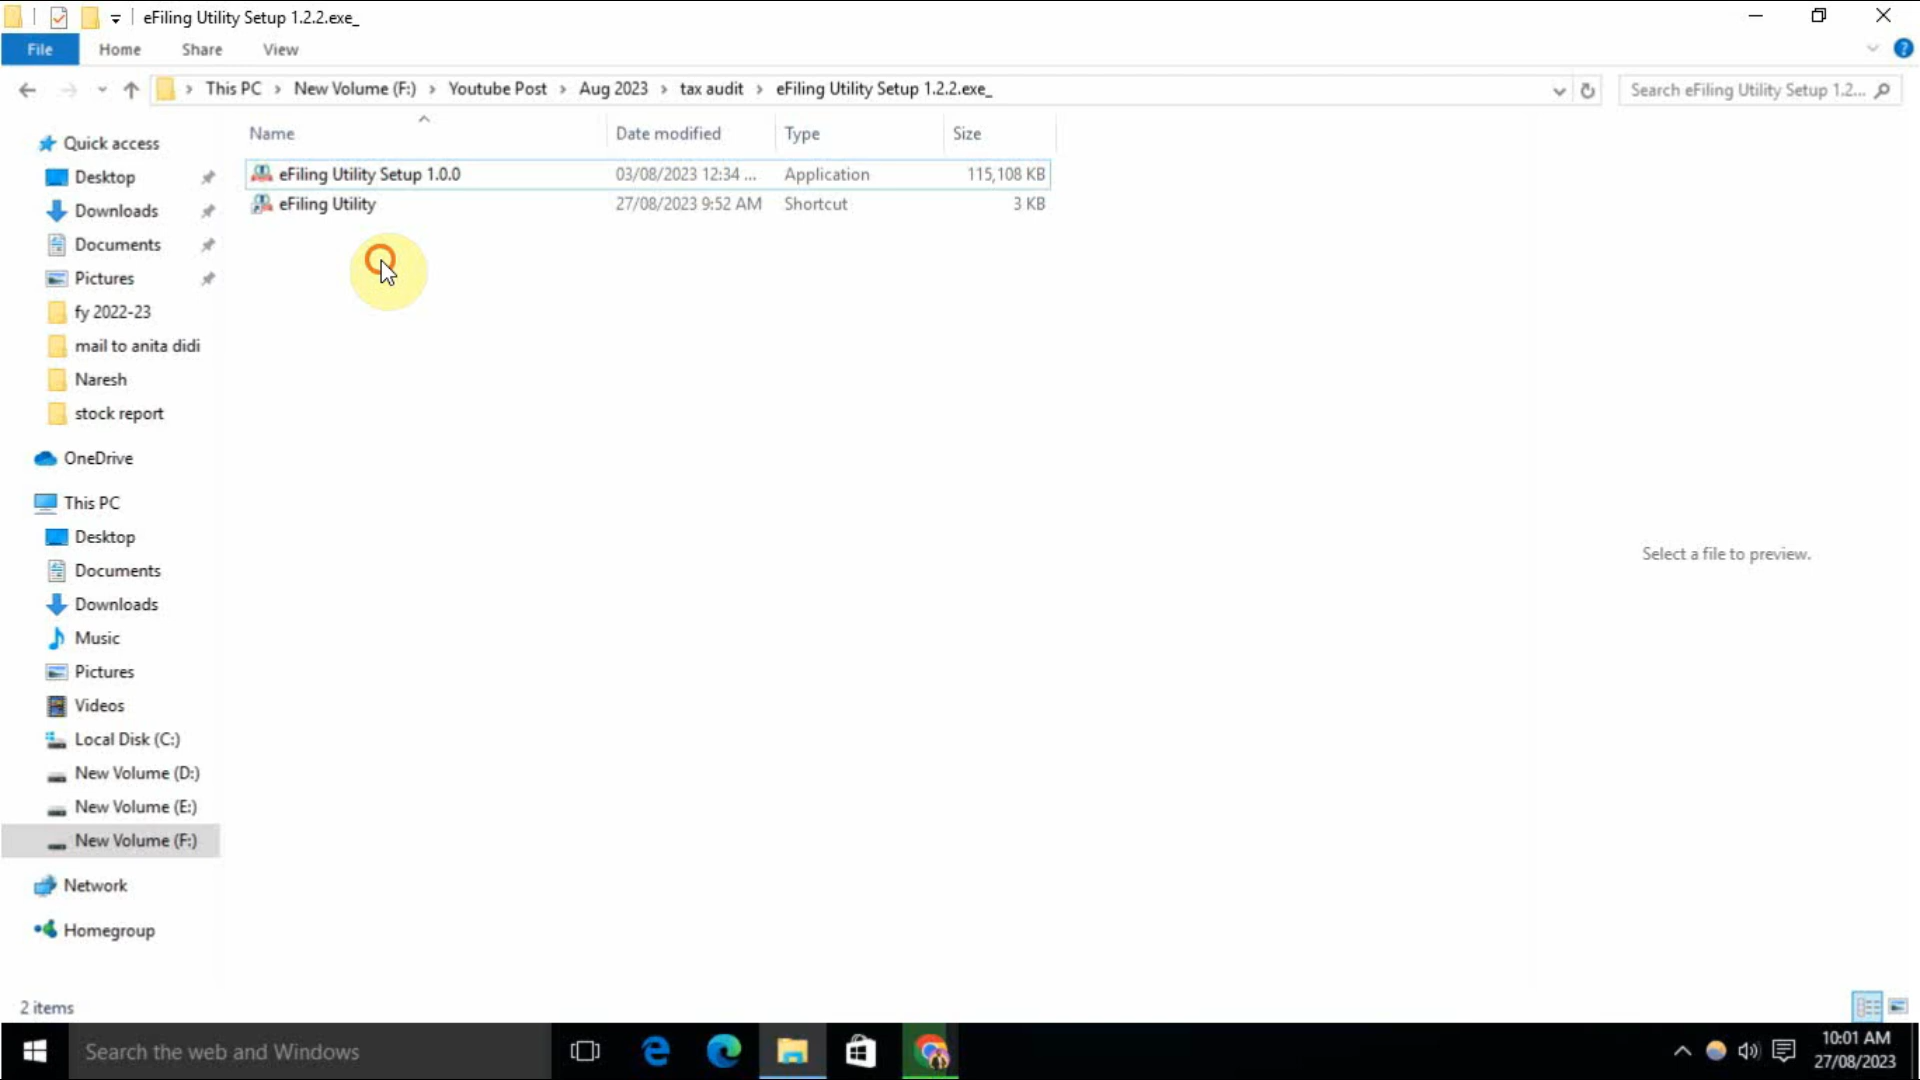 eFiling Utility Setup 1.2.2.exe_
File Home Share View
This PC New Volume (F:) Youtube Post Aug 2023 tax audit eFiling Utility Setup 1.2.2.exe_ Search eFiling Utility Setup 1.2...
Name Date modified Type Size
eFiling Utility Setup 1.0.0 03/08/2023 12:34 ... Application 115,108 KB
eFiling Utility 27/08/2023 9:52 AM Shortcut 3 KB
Quick access
Desktop
Downloads
Documents
Pictures
fy 2022-23
mail to anita didi
Naresh
stock report
OneDrive
This PC
Desktop
Documents
Downloads
Music
Pictures
Videos
Local Disk (C:)
New Volume (D:)
New Volume (E:)
New Volume (F:)
Network
Homegroup
Select a file to preview.
2 items
Search the web and Windows
10:01 AM
27/08/2023